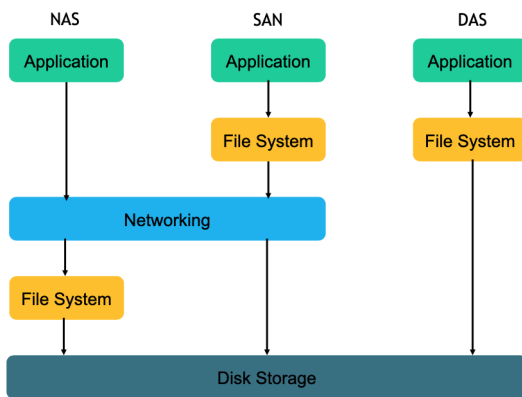 NAS
SAN
DAS
Application
Application
Application
File System
File System
Networking
File System
Disk Storage